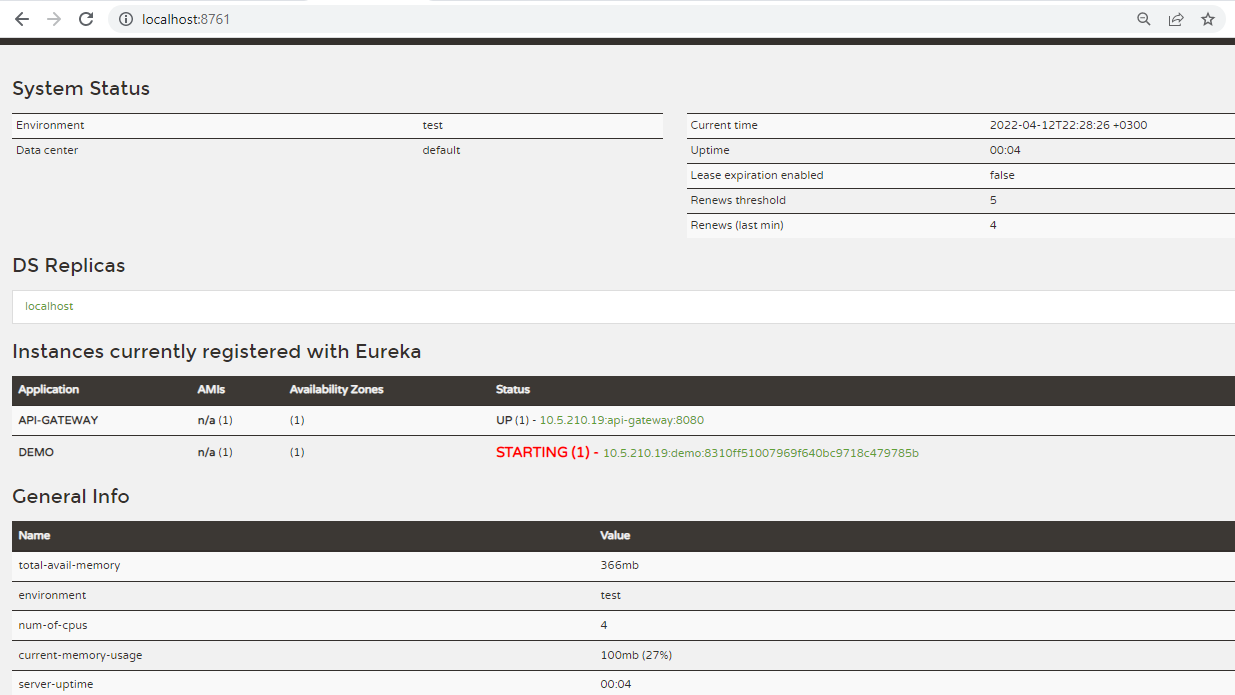 localhost:8761
System Status
Environment test
Data center default
Current time 2022-04-12T22:28:26 +0300
Uptime 00:04
Lease expiration enabled false
Renews threshold 5
Renews (last min) 4
DS Replicas
localhost
Instances currently registered with Eureka
Application AMIs Availability Zones Status
API-GATEWAY n/a (1) (1) UP (1) - 10.5.210.19:api-gateway:8080
DEMO n/a (1) (1) STARTING (1) - 10.5.210.19:demo:8310ff51007969f640bc9718c479785b
General Info
Name Value
total-avail-memory 366mb
environment test
num-of-cpus 4
current-memory-usage 100mb (27%)
server-uptime 00:04